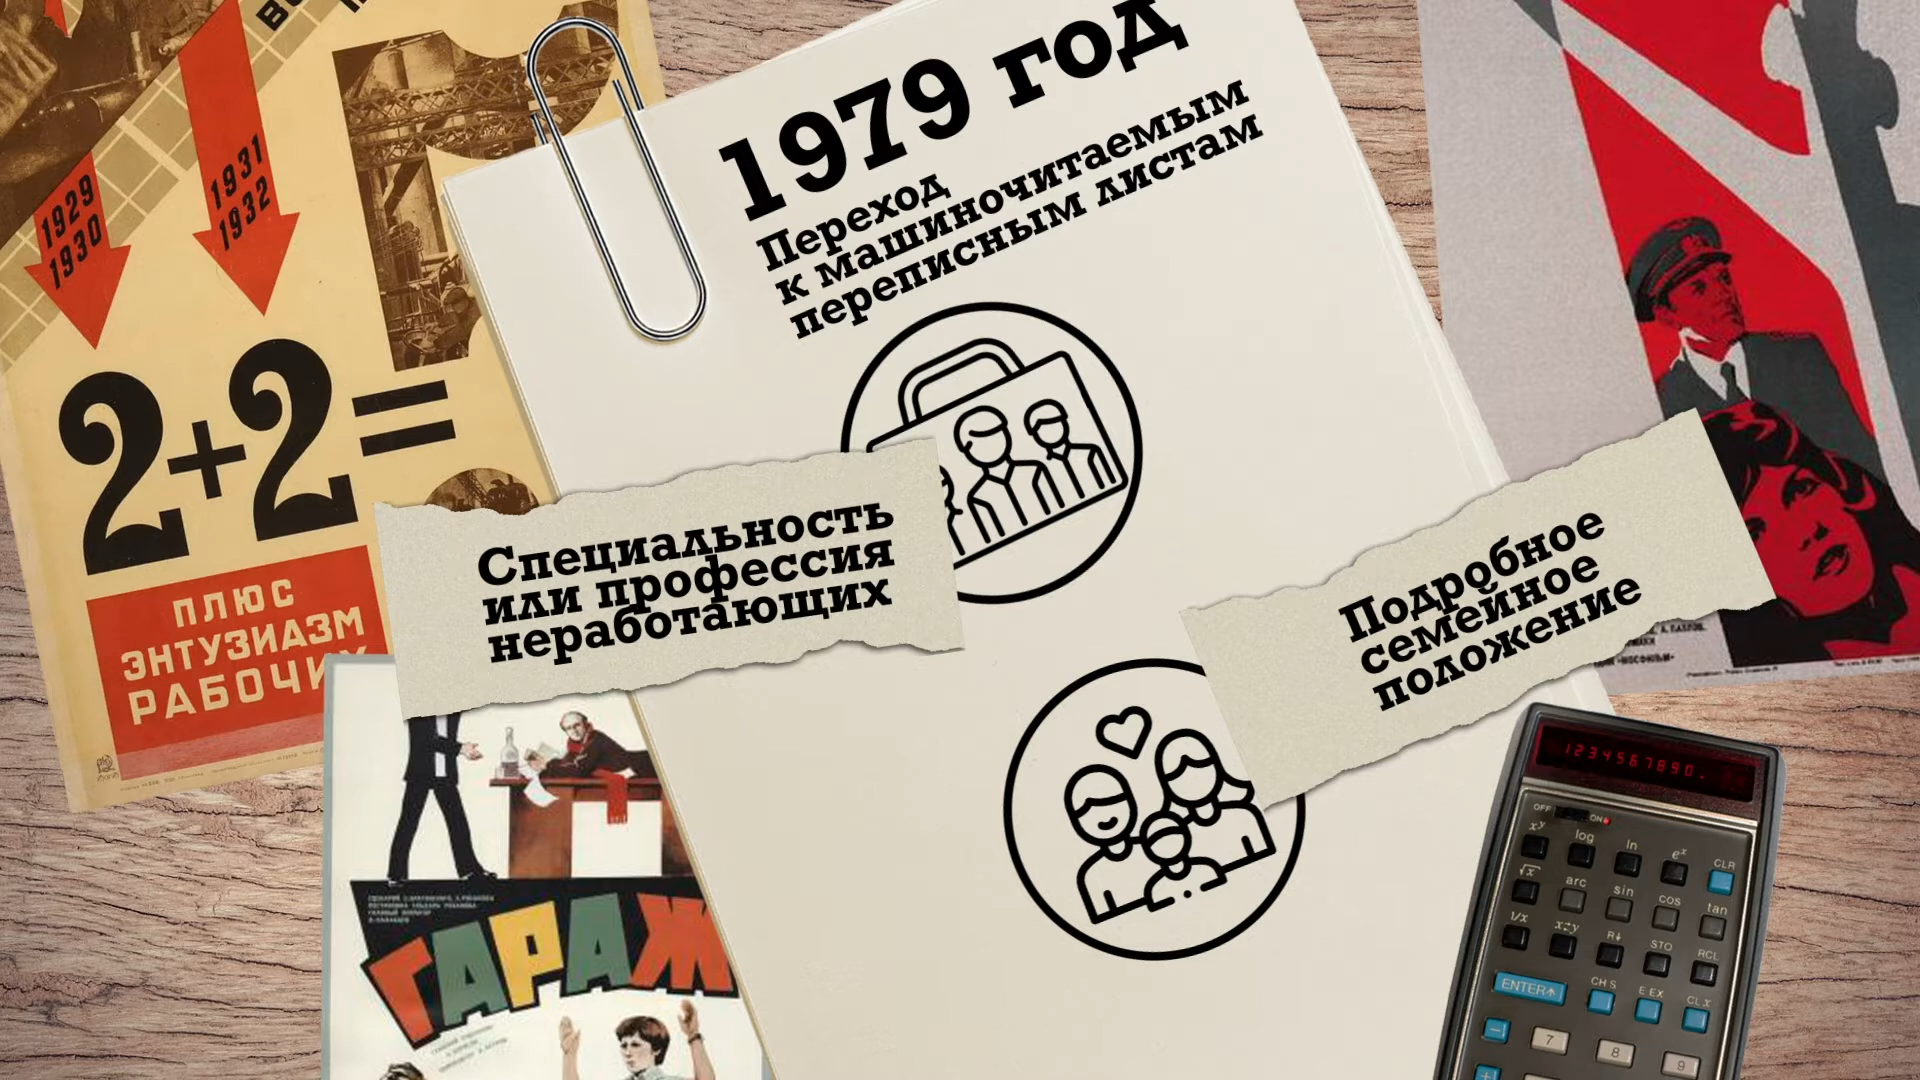 1979 год
Переход
к машиночитаемым
переписным листам
Специальность
или профессия
неработающих
Подробное
семейное
положение
1929
1930
1931
1932
2+2=
ПЛЮС
ЭНТУЗИАЗМ
ГАРАЖ
1234567890.
OFF
ON
log
ln
CLR
arc
sin
cos
tan
1/x
R↓
STO
RCL
ENTER↑
CHS
EEX
CLX
7
8
9